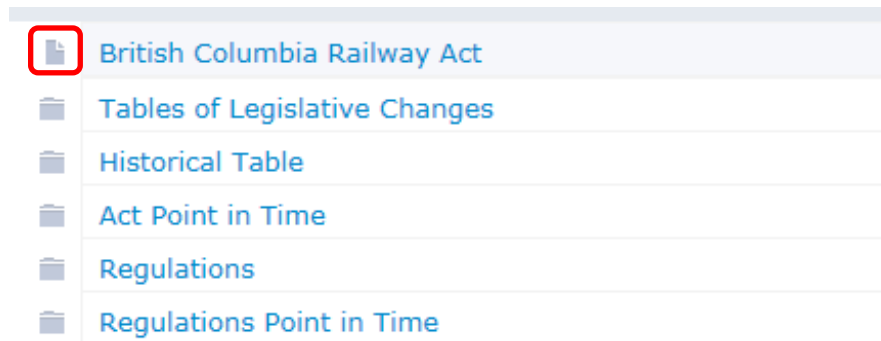 British Columbia Railway Act
Tables of Legislative Changes
Historical Table
Act Point in Time
Regulations
Regulations Point in Time